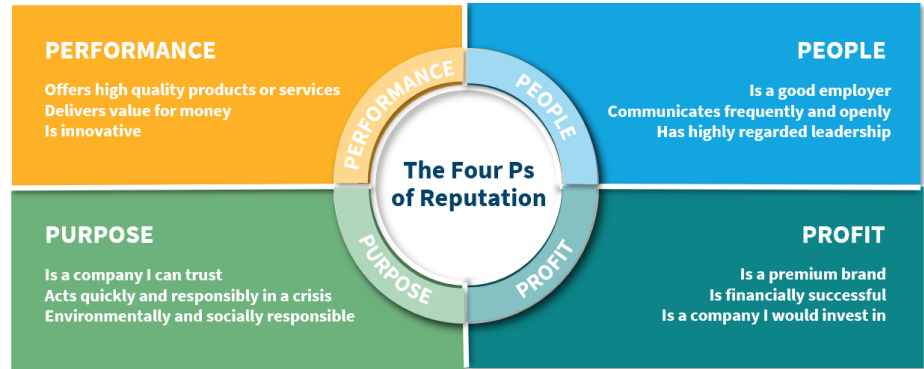 PERFORMANCE
Offers high quality products or services
Delivers value for money
Is innovative
PEOPLE
Is a good employer
Communicates frequently and openly
Has highly regarded leadership
PERFORMANCE
PEOPLE
The Four Ps
of Reputation
PURPOSE
PROFIT
PURPOSE
Is a company I can trust
Acts quickly and responsibly in a crisis
Environmentally and socially responsible
PROFIT
Is a premium brand
Is financially successful
Is a company I would invest in